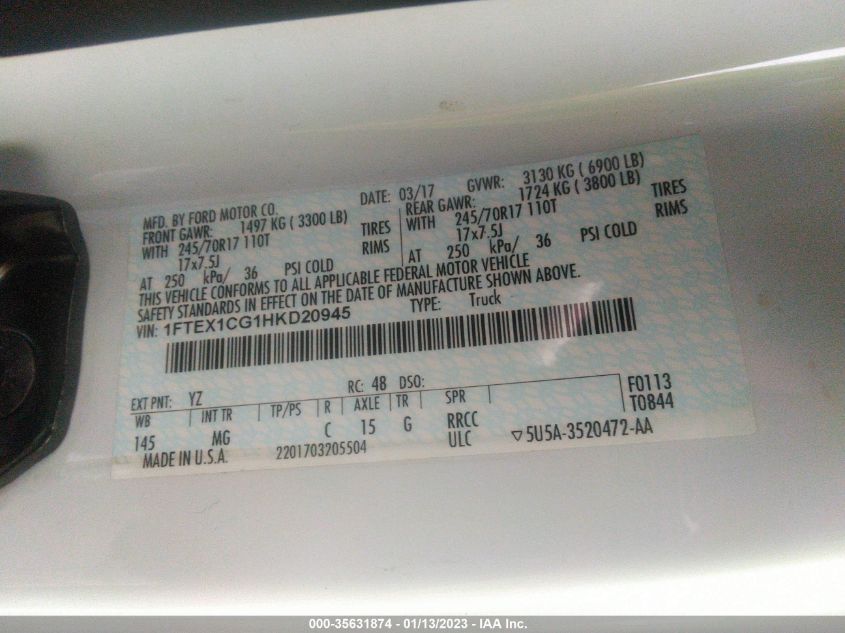 MFD. BY FORD MOTOR CO. DATE: 03/17 GVWR: 3130 KG ( 6900 LB)
FRONT GAWR: 1497 KG ( 3300 LB) REAR GAWR: 1724 KG ( 3800 LB)
WITH 245/70R17 110T TIRES WITH 245/70R17 110T TIRES
17x7.5J RIMS 17x7.5J RIMS
AT 250 kPa/ 36 PSI COLD AT 250 kPa/ 36 PSI COLD
THIS VEHICLE CONFORMS TO ALL APPLICABLE FEDERAL MOTOR VEHICLE
SAFETY STANDARDS IN EFFECT ON THE DATE OF MANUFACTURE SHOWN ABOVE.
VIN: 1FTEX1CG1HKD20945 TYPE: Truck
EXT PNT: YZ RC: 48 DSO: F0113
WB INT TR TP/PS R AXLE TR SPR T0844
145 MG C 15 G RRCC
MADE IN U.S.A. 2201703205504 ULC ▽5U5A-3520472-AA
000-35631874 - 01/13/2023 - IAA Inc.